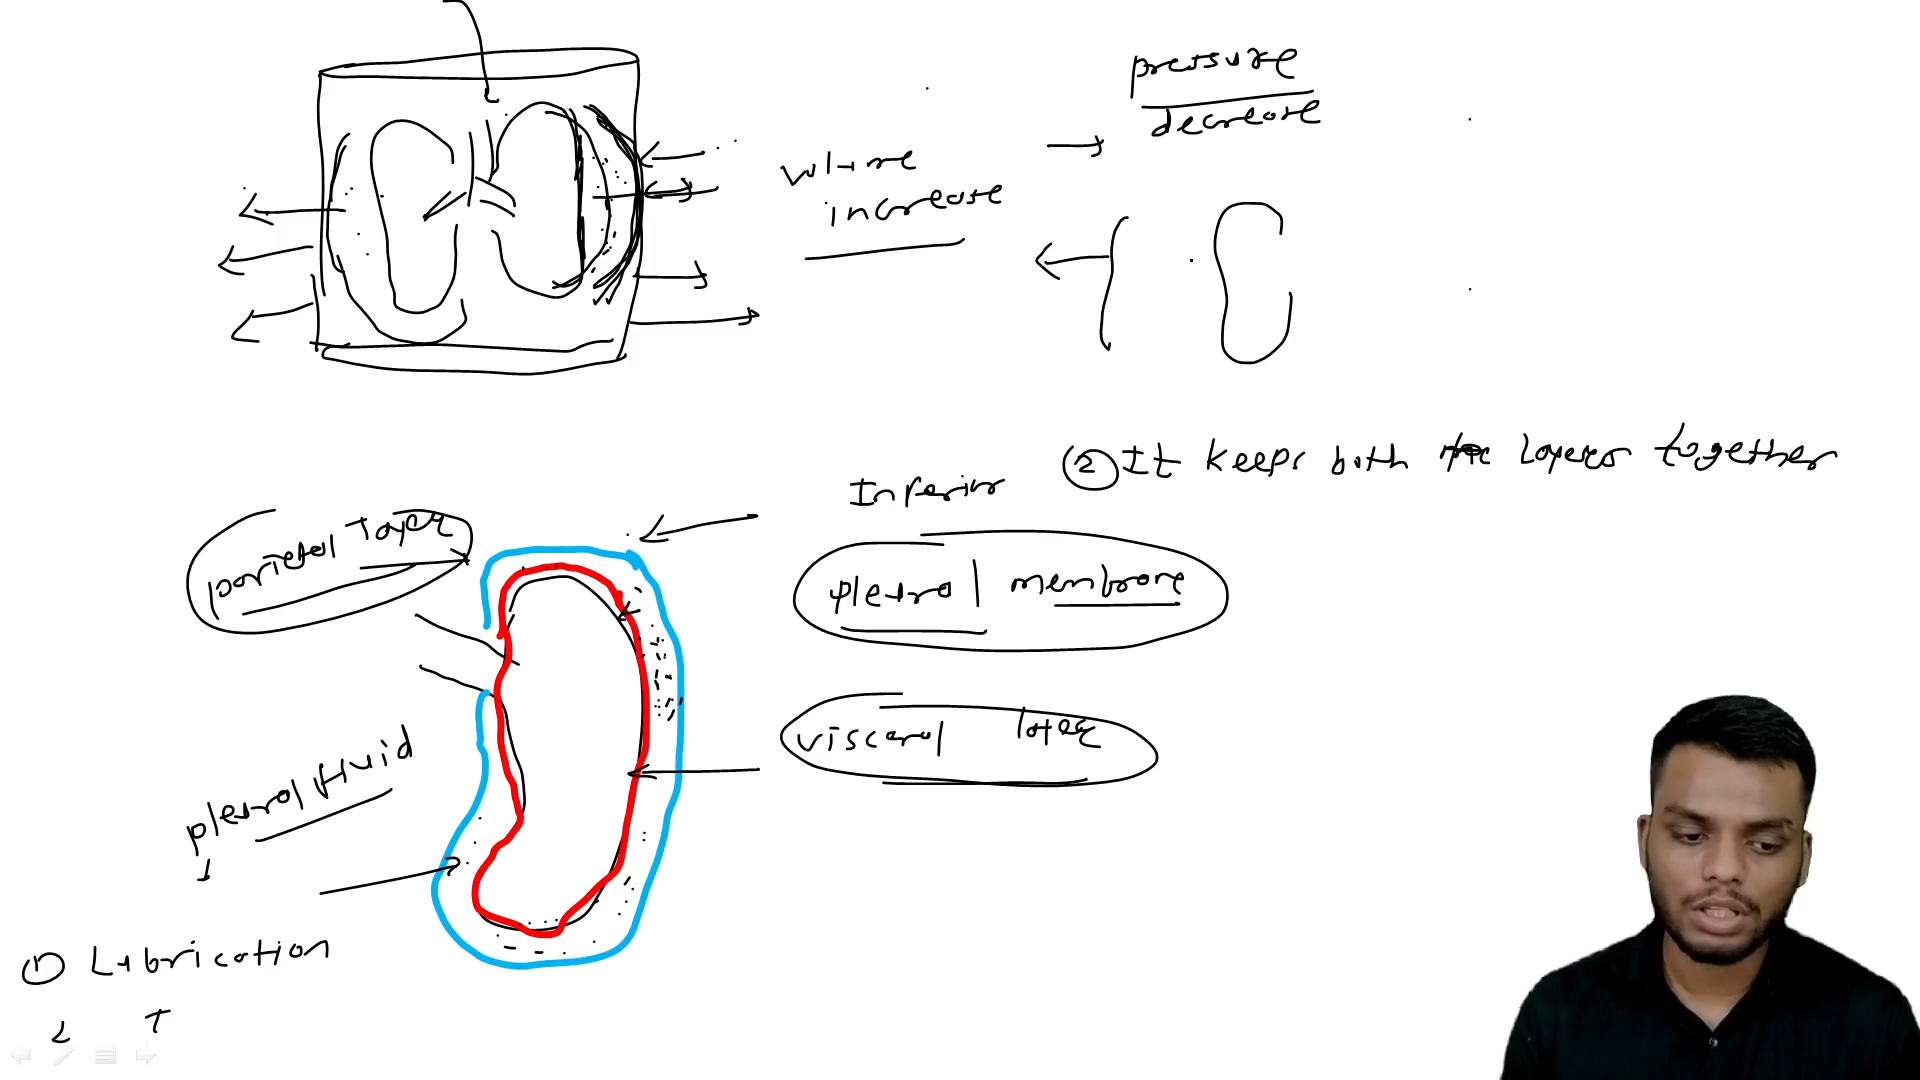 pressure
decrease
volume
increase
② It keeps both the layers together
Inferior
parietal layer
pleural membrane
visceral layer
pleural fluid
① Lubrication
2 T